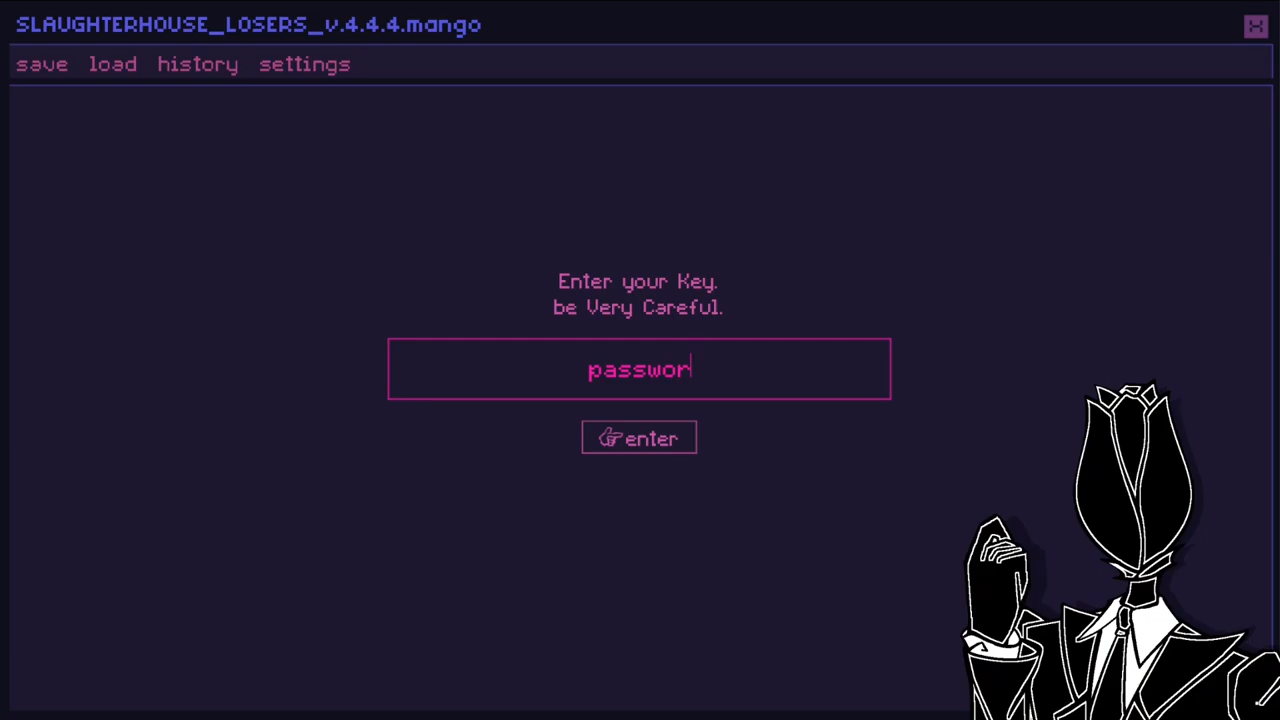 SLAUGHTERHOUSE_LOSERS_v.4.4.4.mango
save load history settings
Enter your Key.
be Very Careful.
passwor
enter